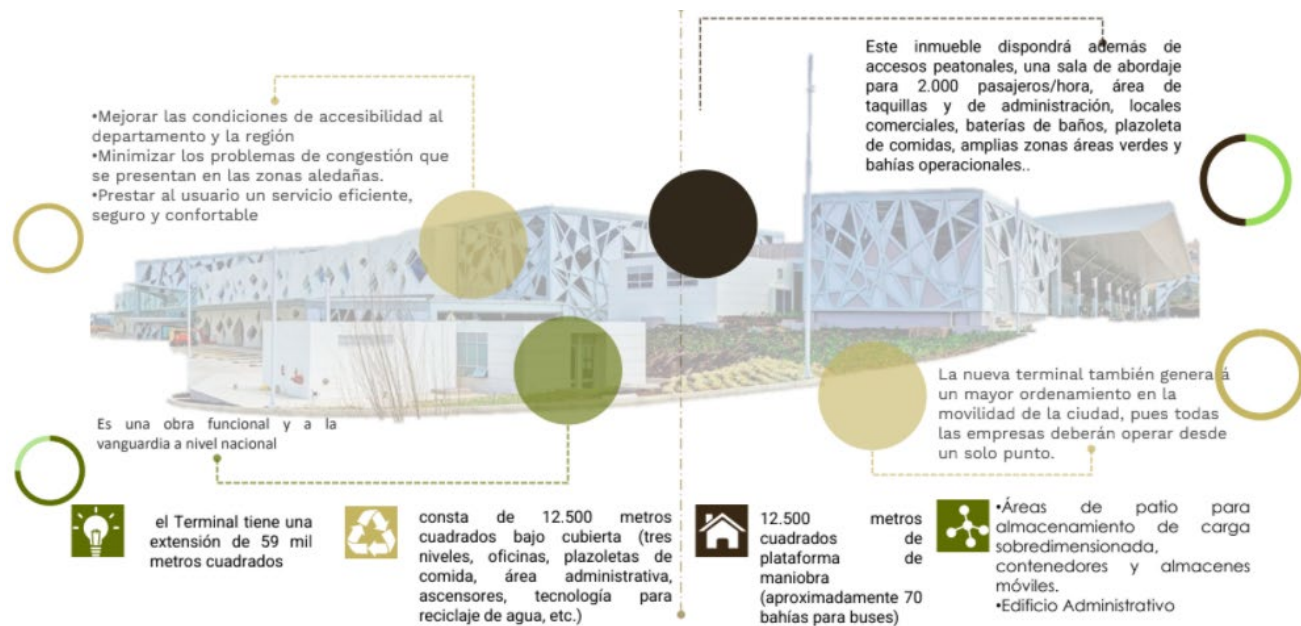 •Mejorar las condiciones de accesibilidad al
departamento y la región
•Minimizar los problemas de congestión que
se presentan en las zonas aledañas.
•Prestar al usuario un servicio eficiente,
seguro y confortable
Este inmueble dispondrá además de
accesos peatonales, una sala de abordaje
para 2.000 pasajeros/hora, área de
taquillas y de administración, locales
comerciales, baterías de baños, plazoleta
de comidas, amplias zonas áreas verdes y
bahías operacionales..
Es una obra funcional y a la
vanguardia a nivel nacional
La nueva terminal también generará
un mayor ordenamiento en la
movilidad de la ciudad, pues todas
las empresas deberán operar desde
un solo punto.
el Terminal tiene una
extensión de 59 mil
metros cuadrados
consta de 12.500 metros
cuadrados bajo cubierta (tres
niveles, oficinas, plazoletas de
comida, área administrativa,
ascensores, tecnología para
reciclaje de agua, etc.)
12.500 metros
cuadrados de
plataforma de
maniobra
(aproximadamente 70
bahías para buses)
•Áreas de patio para
almacenamiento de carga
sobredimensionada,
contenedores y almacenes
móviles.
•Edificio Administrativo